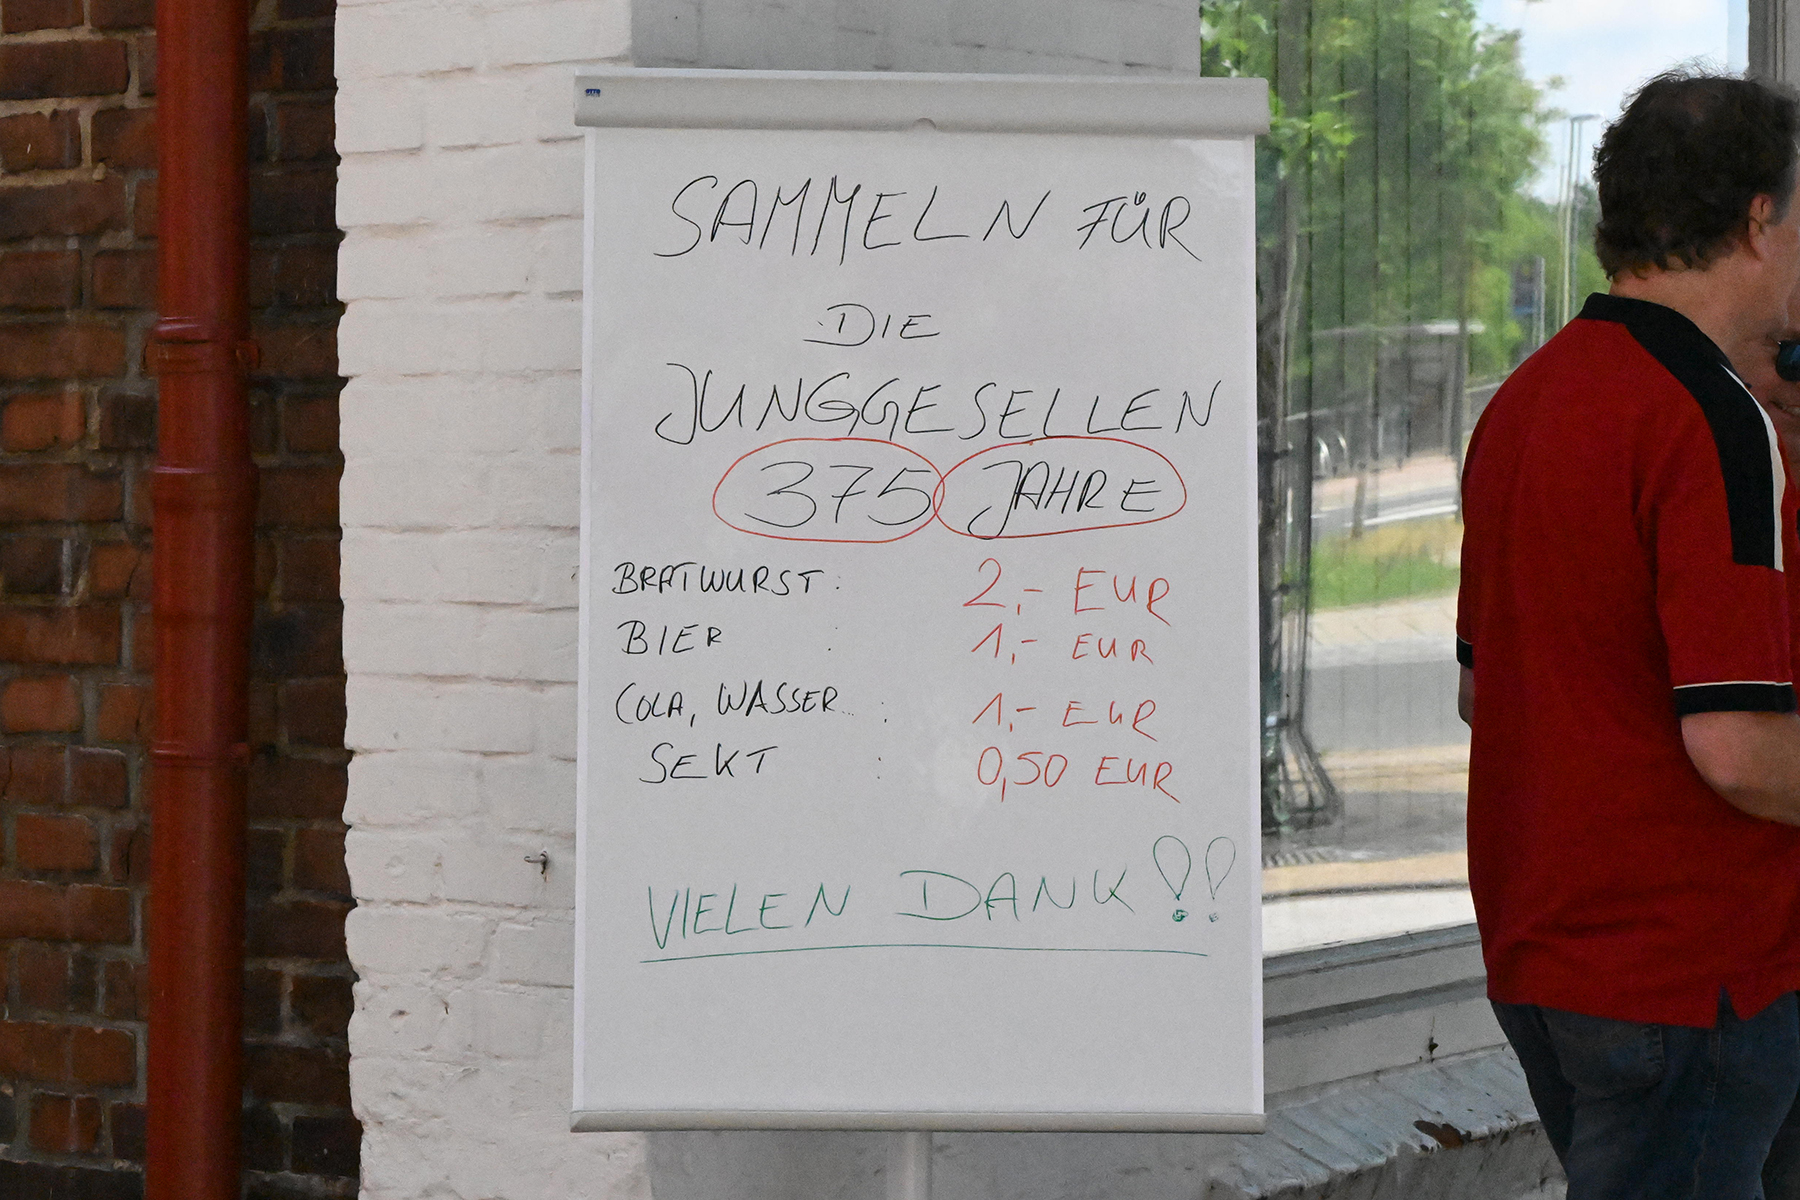 SAMMELN FÜR
DIE
JUNGGESELLEN
375 JAHRE
BRATWURST: 2,- EUR
BIER : 1,- EUR
COLA, WASSER... : 1,- EUR
SEKT : 0,50 EUR
VIELEN DANK!!